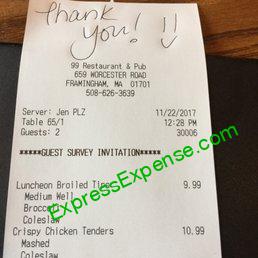 Thank
you! !!
99 Restaurant & Pub
659 WORCESTER ROAD
FRAMINGHAM, MA 01701
508-626-3639
Server: Jen PLZ 11/22/2017
Table 65/1 12:28 PM
Guests: 2 30006
*****GUEST SURVEY INVITATION*****
Luncheon Broiled 9.99
Medium Well
Broccoli
Coleslaw
Crispy Chicken Tenders 10.99
Mashed
Coleslaw
ExpressExpense.com